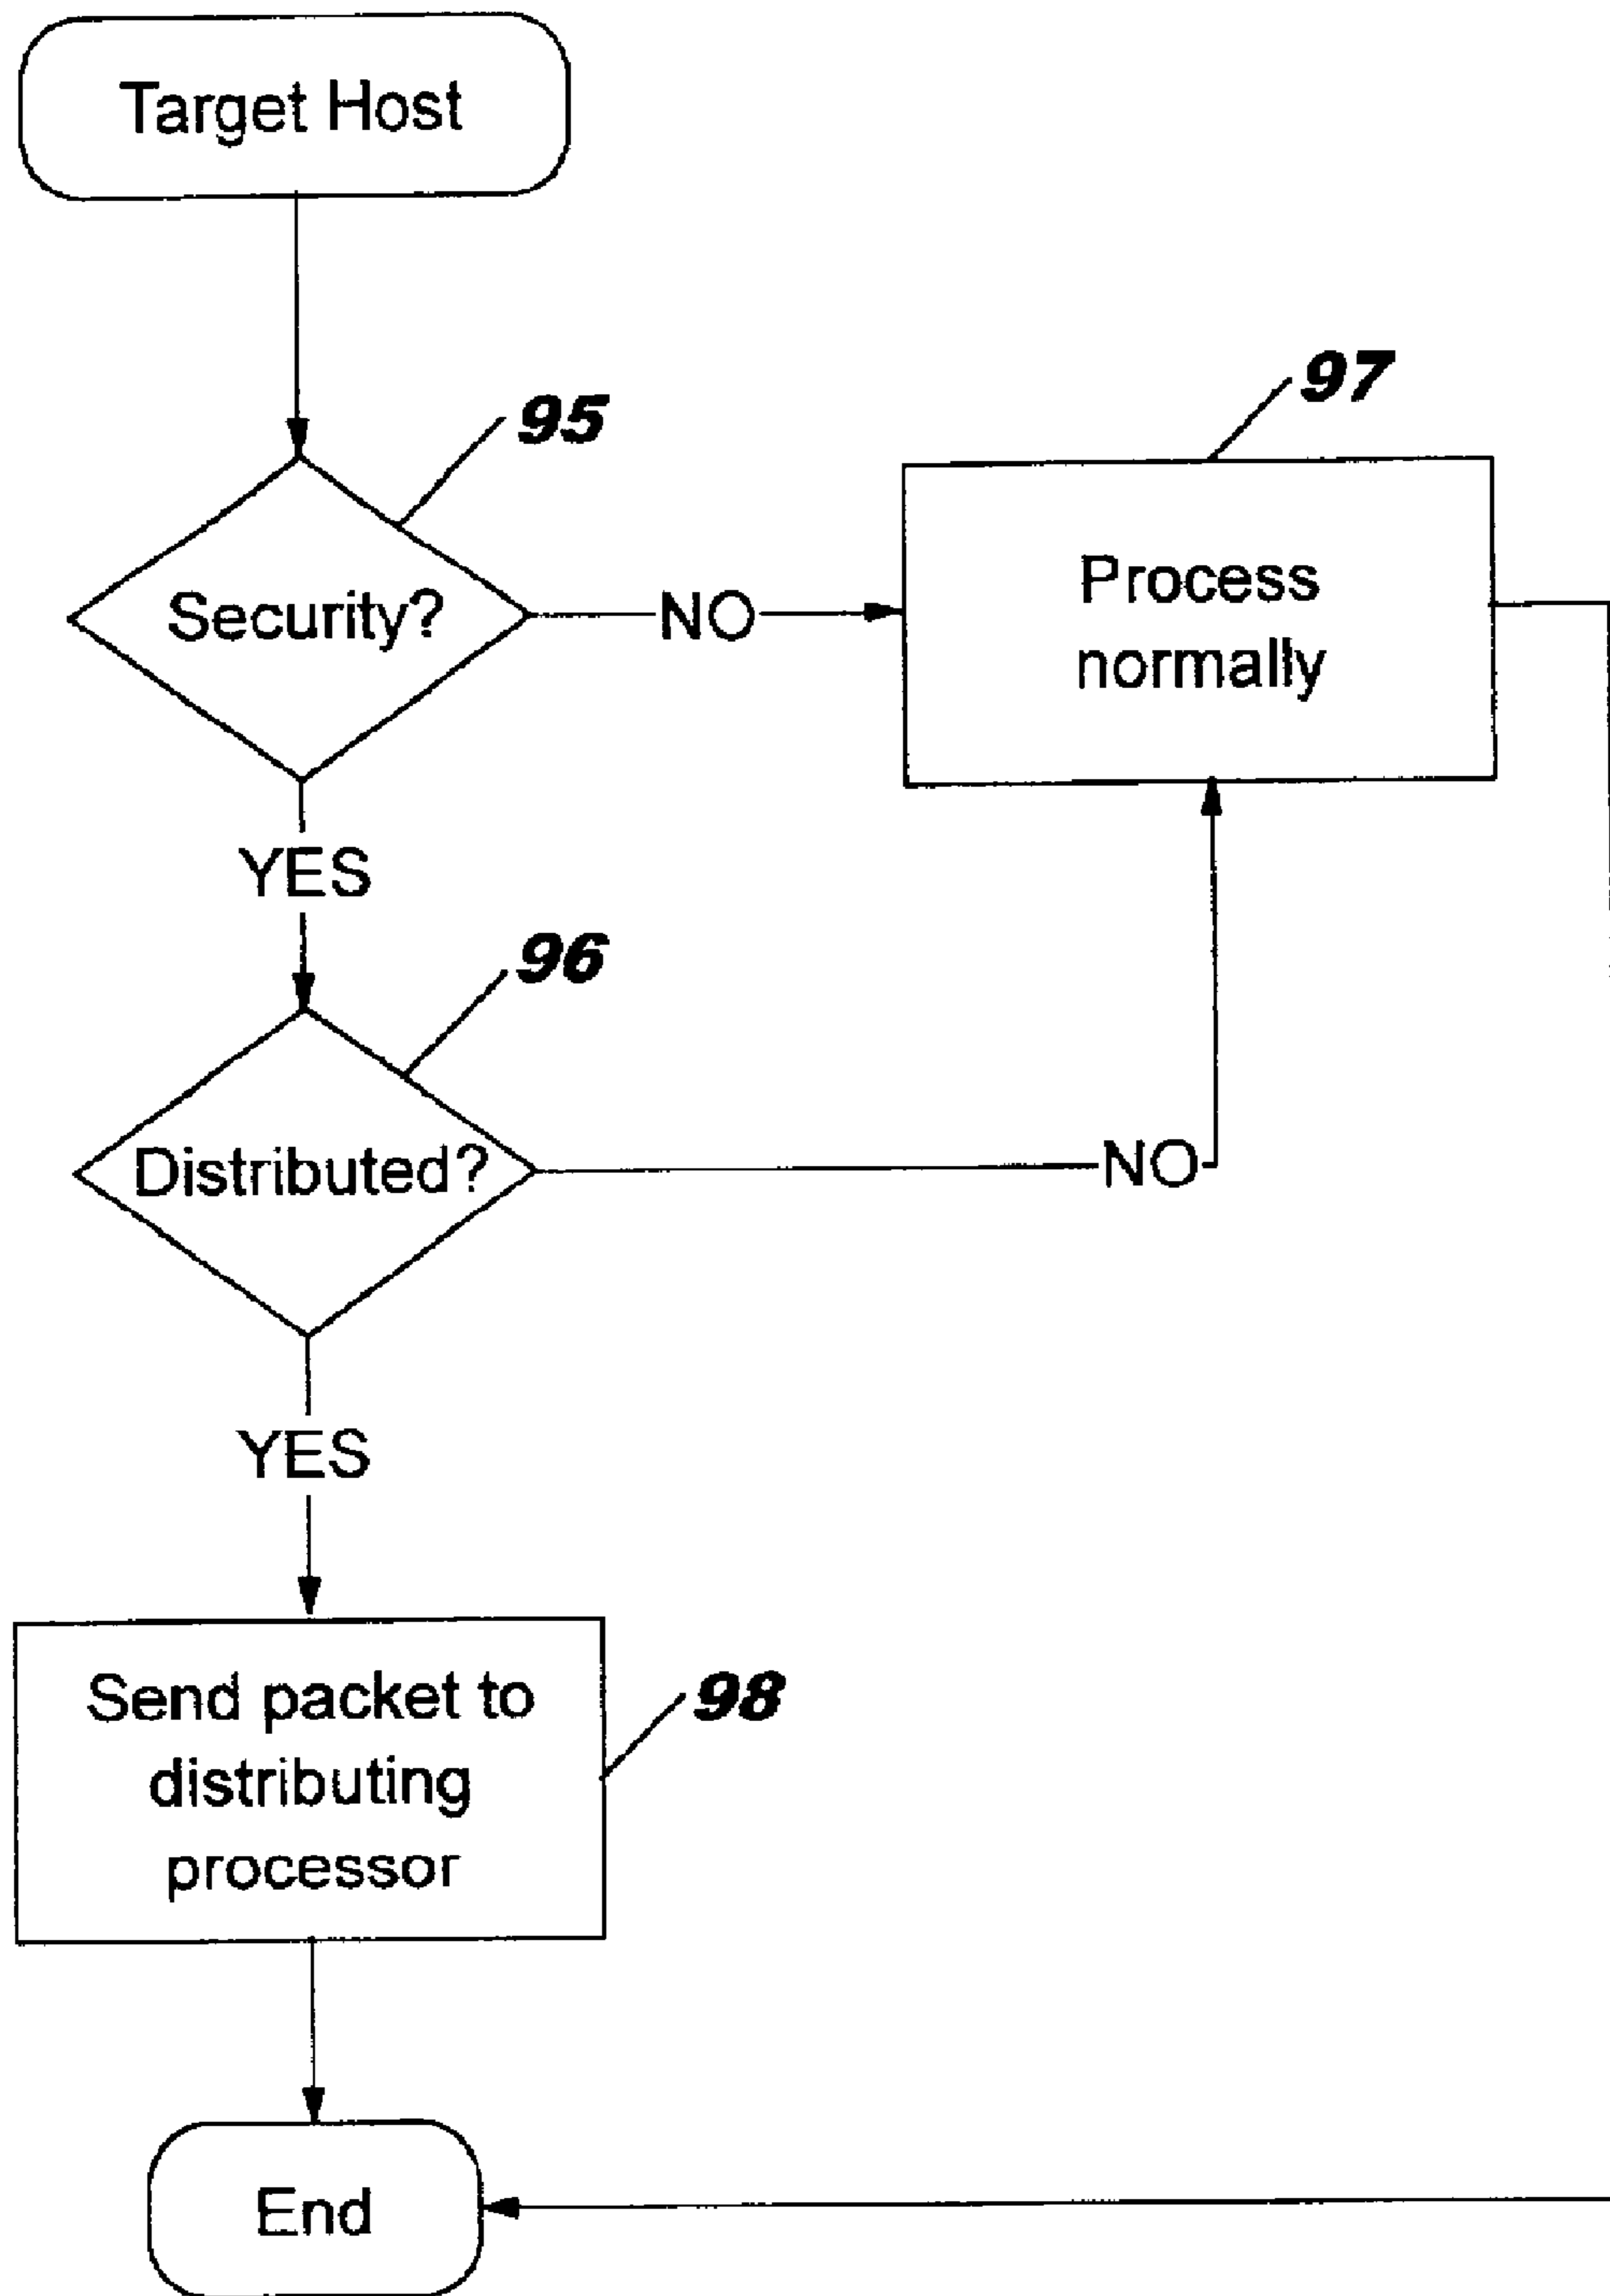 Target Host
95
97
Security?
NO
Process
normally
YES
96
Distributed?
NO
YES
Send packet to
distributing
processor
98
End